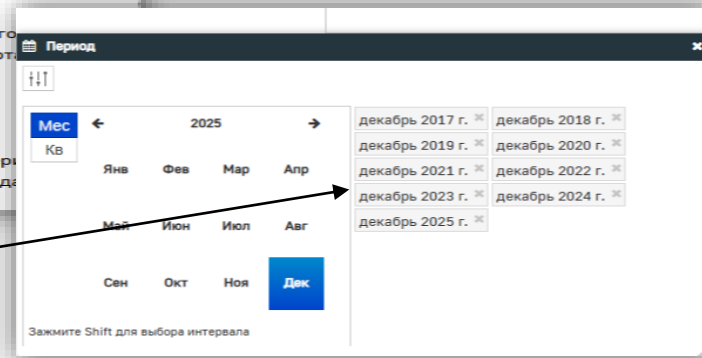 Период
Мес
Кв
2025
Янв Фев Мар Апр
Май Июн Июл Авг
Сен Окт Ноя Дек
Зажмите Shift для выбора интервала
декабрь 2017 г. декабрь 2018 г.
декабрь 2019 г. декабрь 2020 г.
декабрь 2021 г. декабрь 2022 г.
декабрь 2023 г. декабрь 2024 г.
декабрь 2025 г.